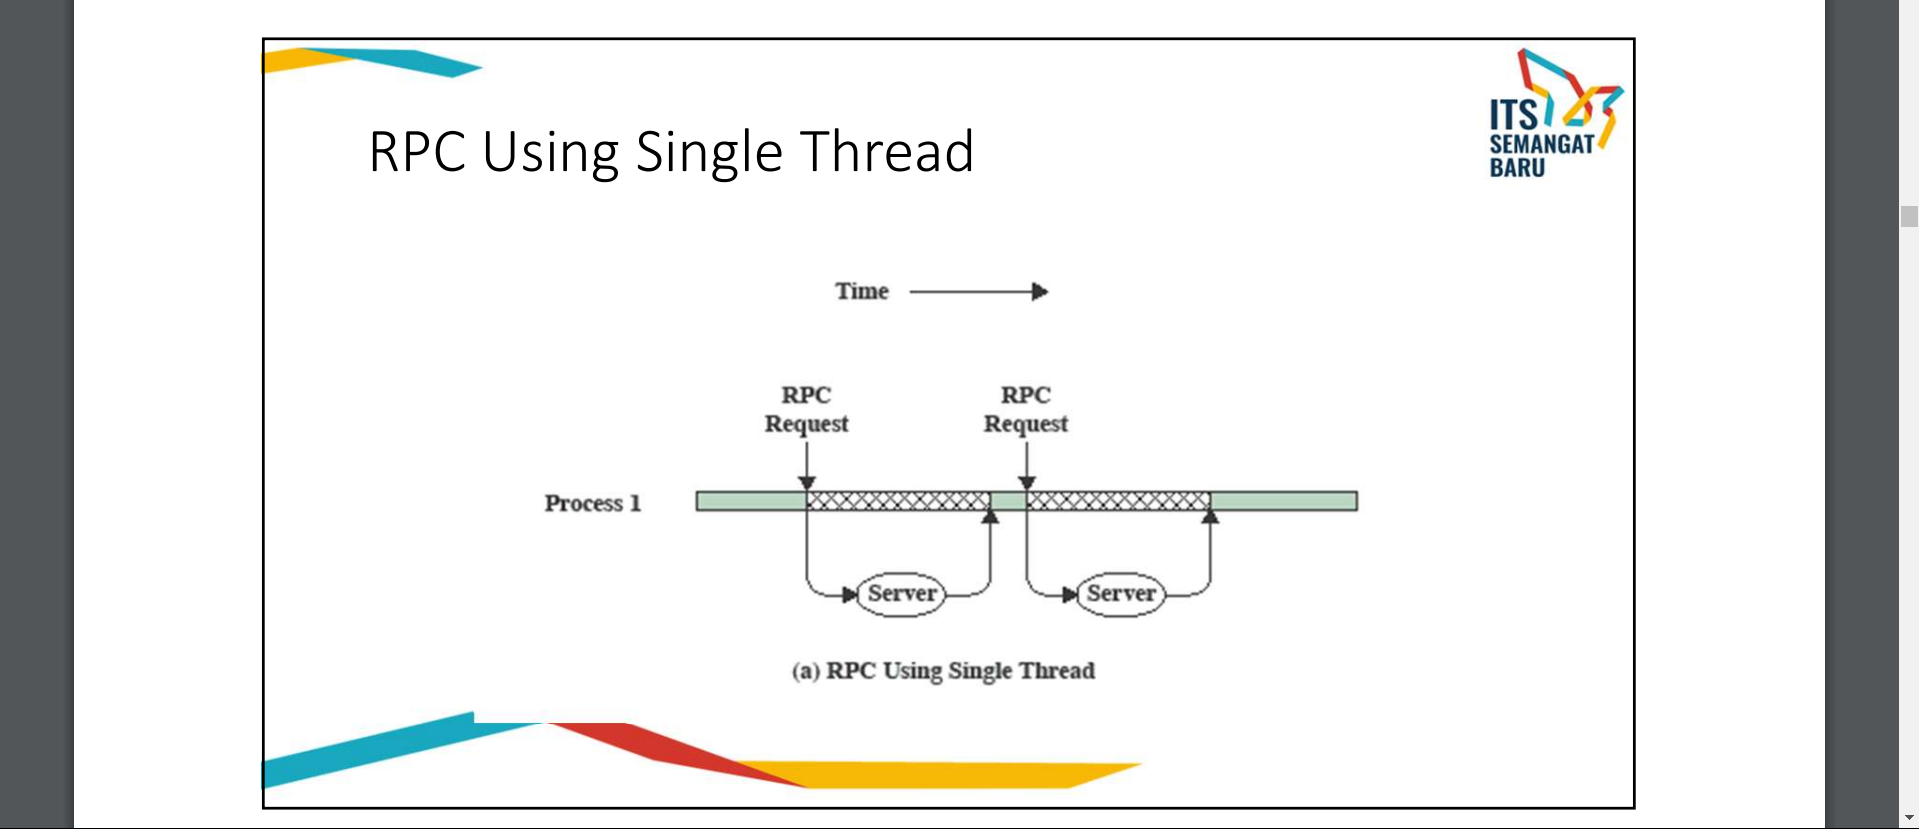 RPC Using Single Thread
ITS
SEMANGAT
BARU
Time
RPC
Request
RPC
Request
Process 1
Server
Server
(a) RPC Using Single Thread